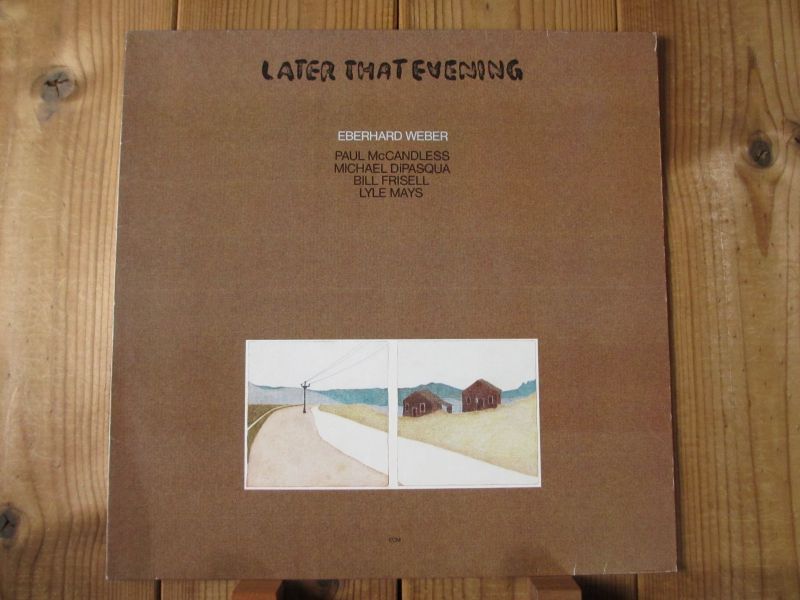 LATER THAT EVENING
EBERHARD WEBER
PAUL McCANDLESS
MICHAEL DiPASQUA
BILL FRISELL
LYLE MAYS
ECM